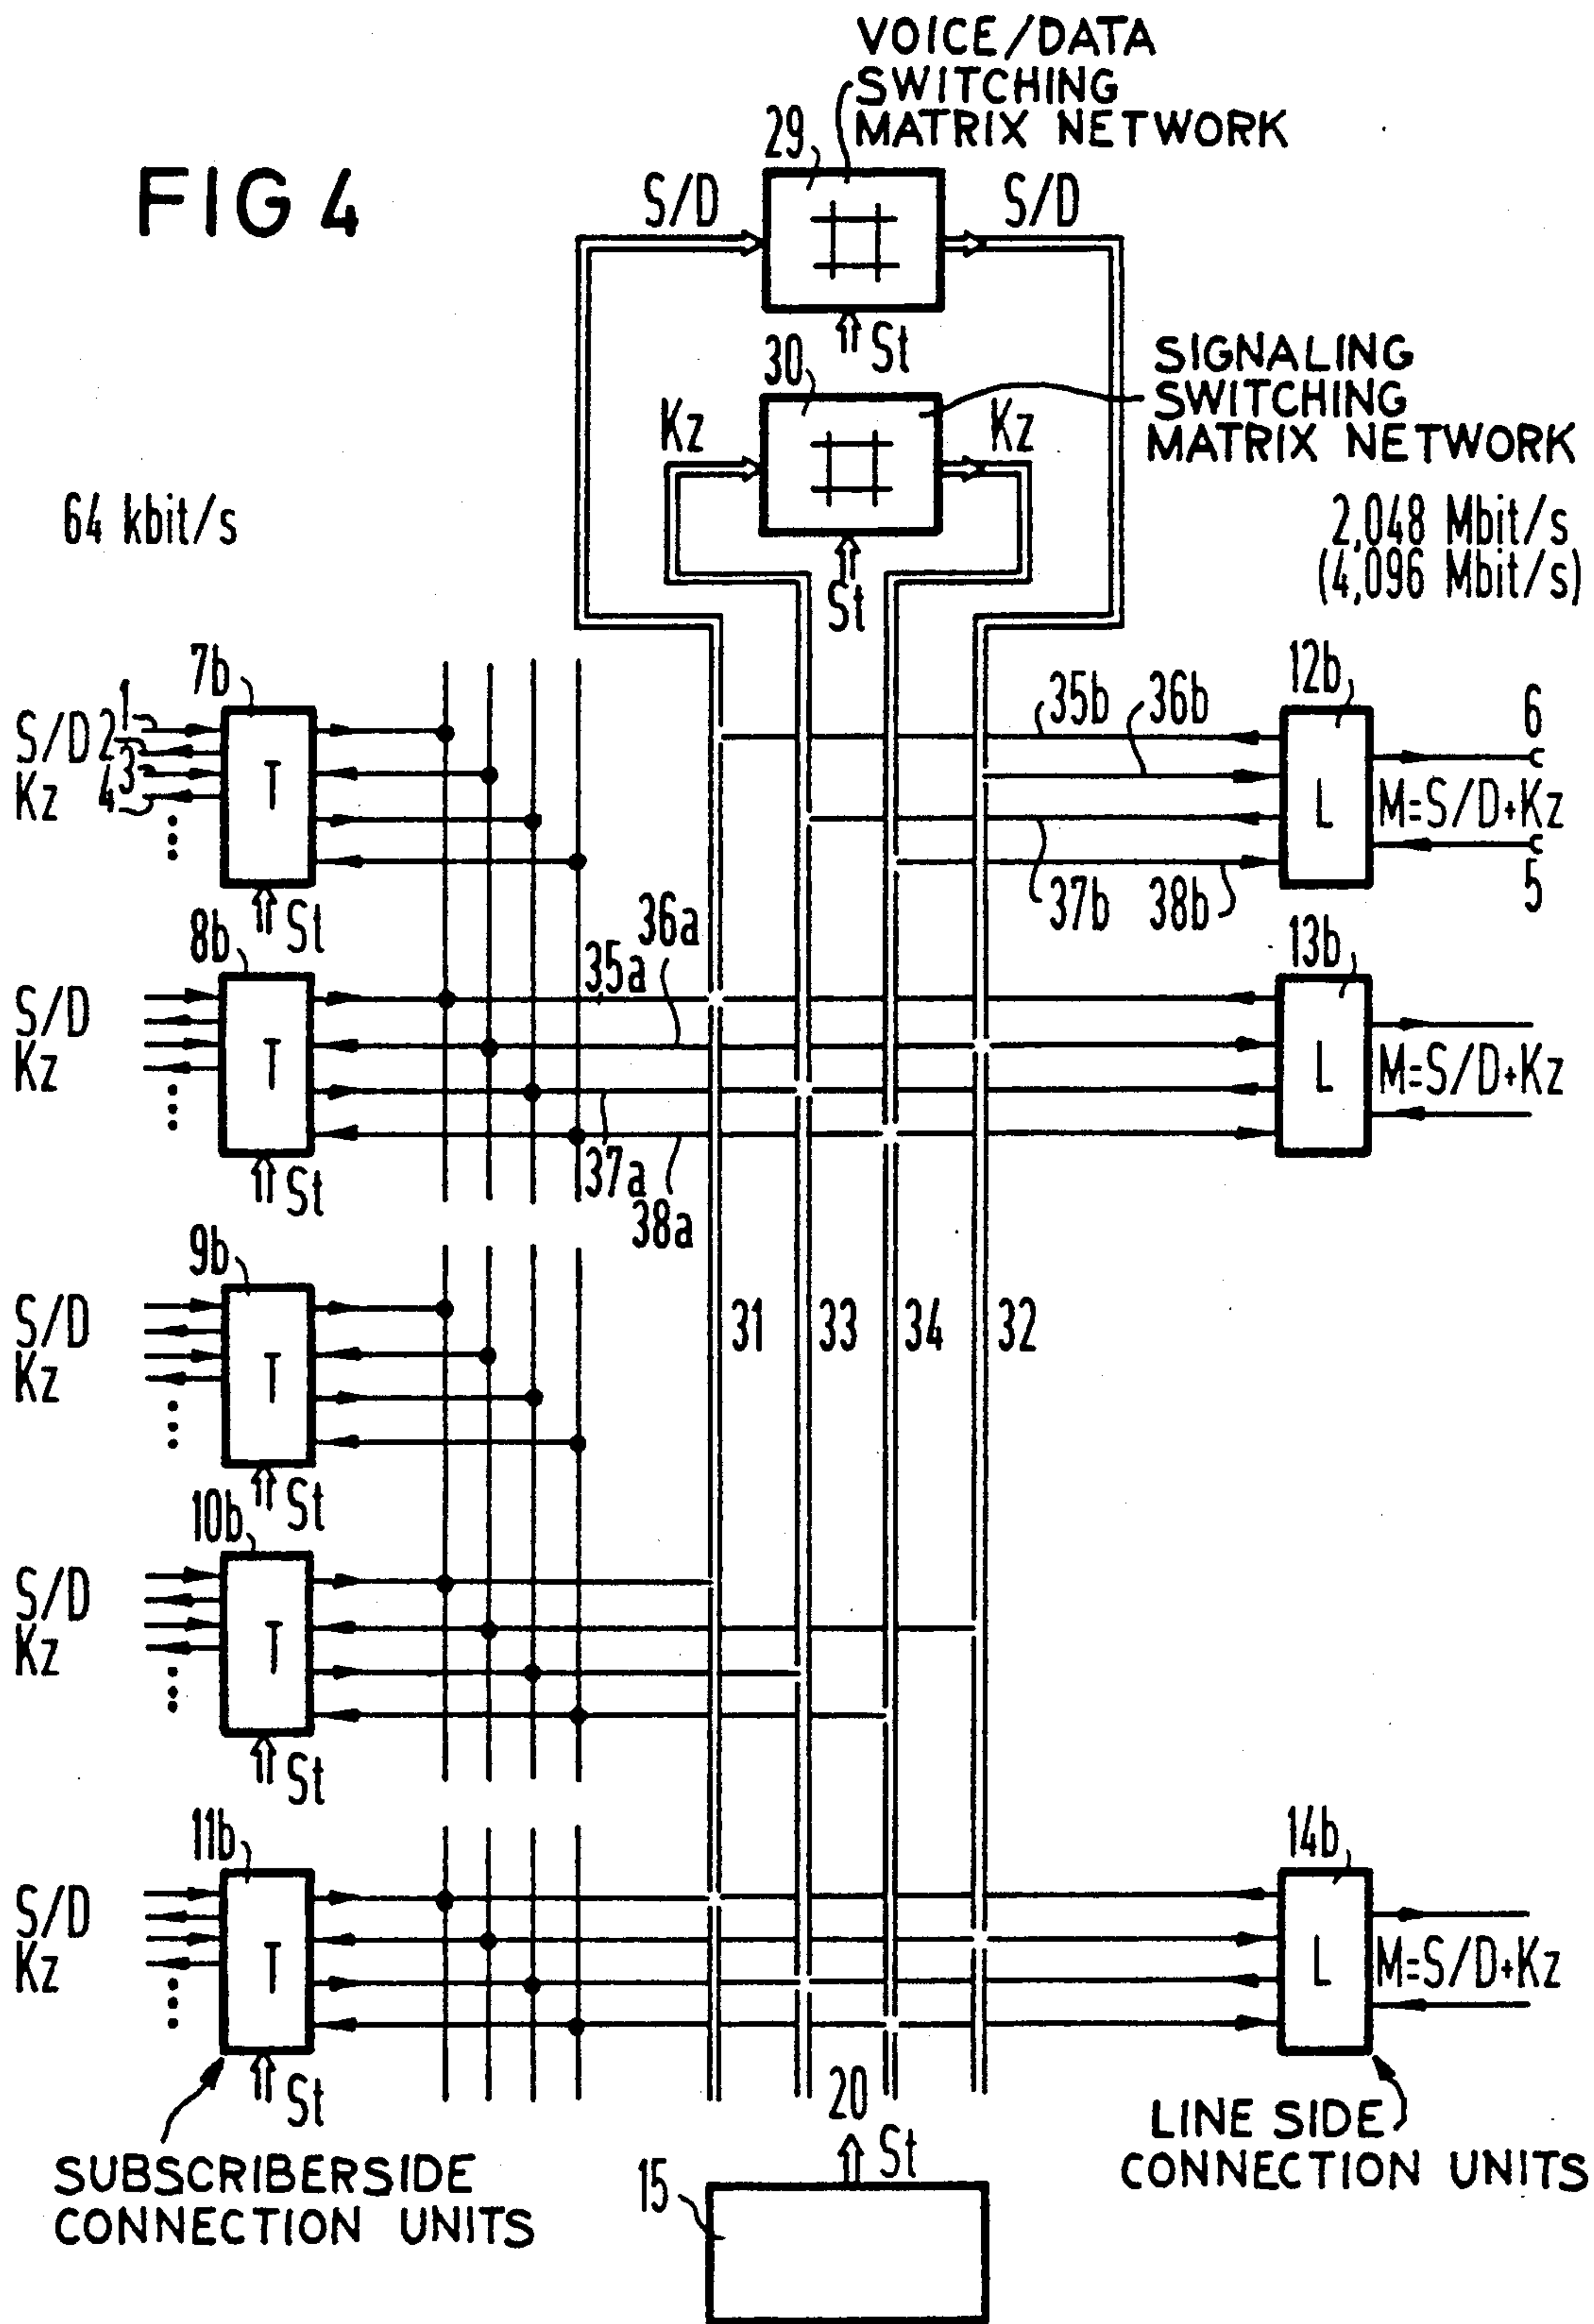 FIG 4
VOICE/DATA
SWITCHING
MATRIX NETWORK
29
S/D
S/D
St
30
SIGNALING
SWITCHING
MATRIX NETWORK
Kz
Kz
St
64 kbit/s
2,048 Mbit/s
(4,096 Mbit/s)
7b
S/D
Kz
1
2
3
4
T
St
35b
36b
37b
38b
12b
L
6
M=S/D+Kz
5
8b
S/D
Kz
T
St
35a
36a
37a
38a
13b
L
M=S/D+Kz
9b
S/D
Kz
T
St
31
33
34
32
10b
S/D
Kz
T
St
11b
S/D
Kz
T
St
14b
L
M=S/D+Kz
SUBSCRIBERSIDE
CONNECTION UNITS
20
St
15
LINE SIDE
CONNECTION UNITS